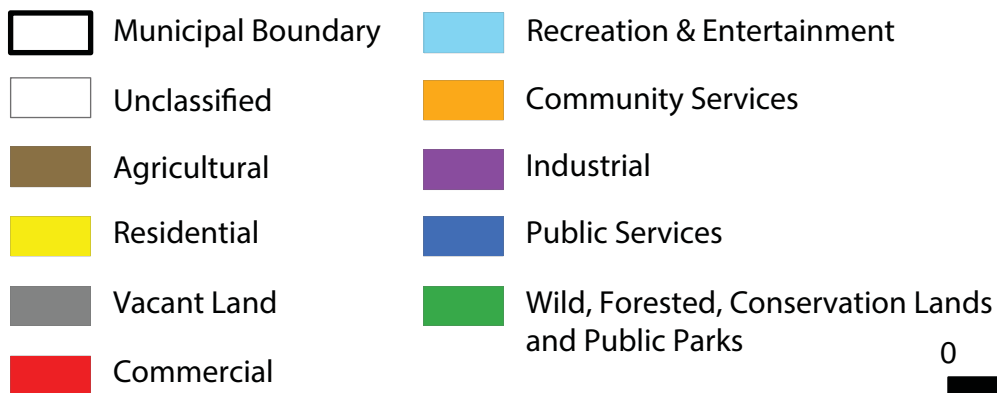 Municipal Boundary
Unclassified
Agricultural
Residential
Vacant Land
Commercial
Recreation & Entertainment
Community Services
Industrial
Public Services
Wild, Forested, Conservation Lands
and Public Parks
0